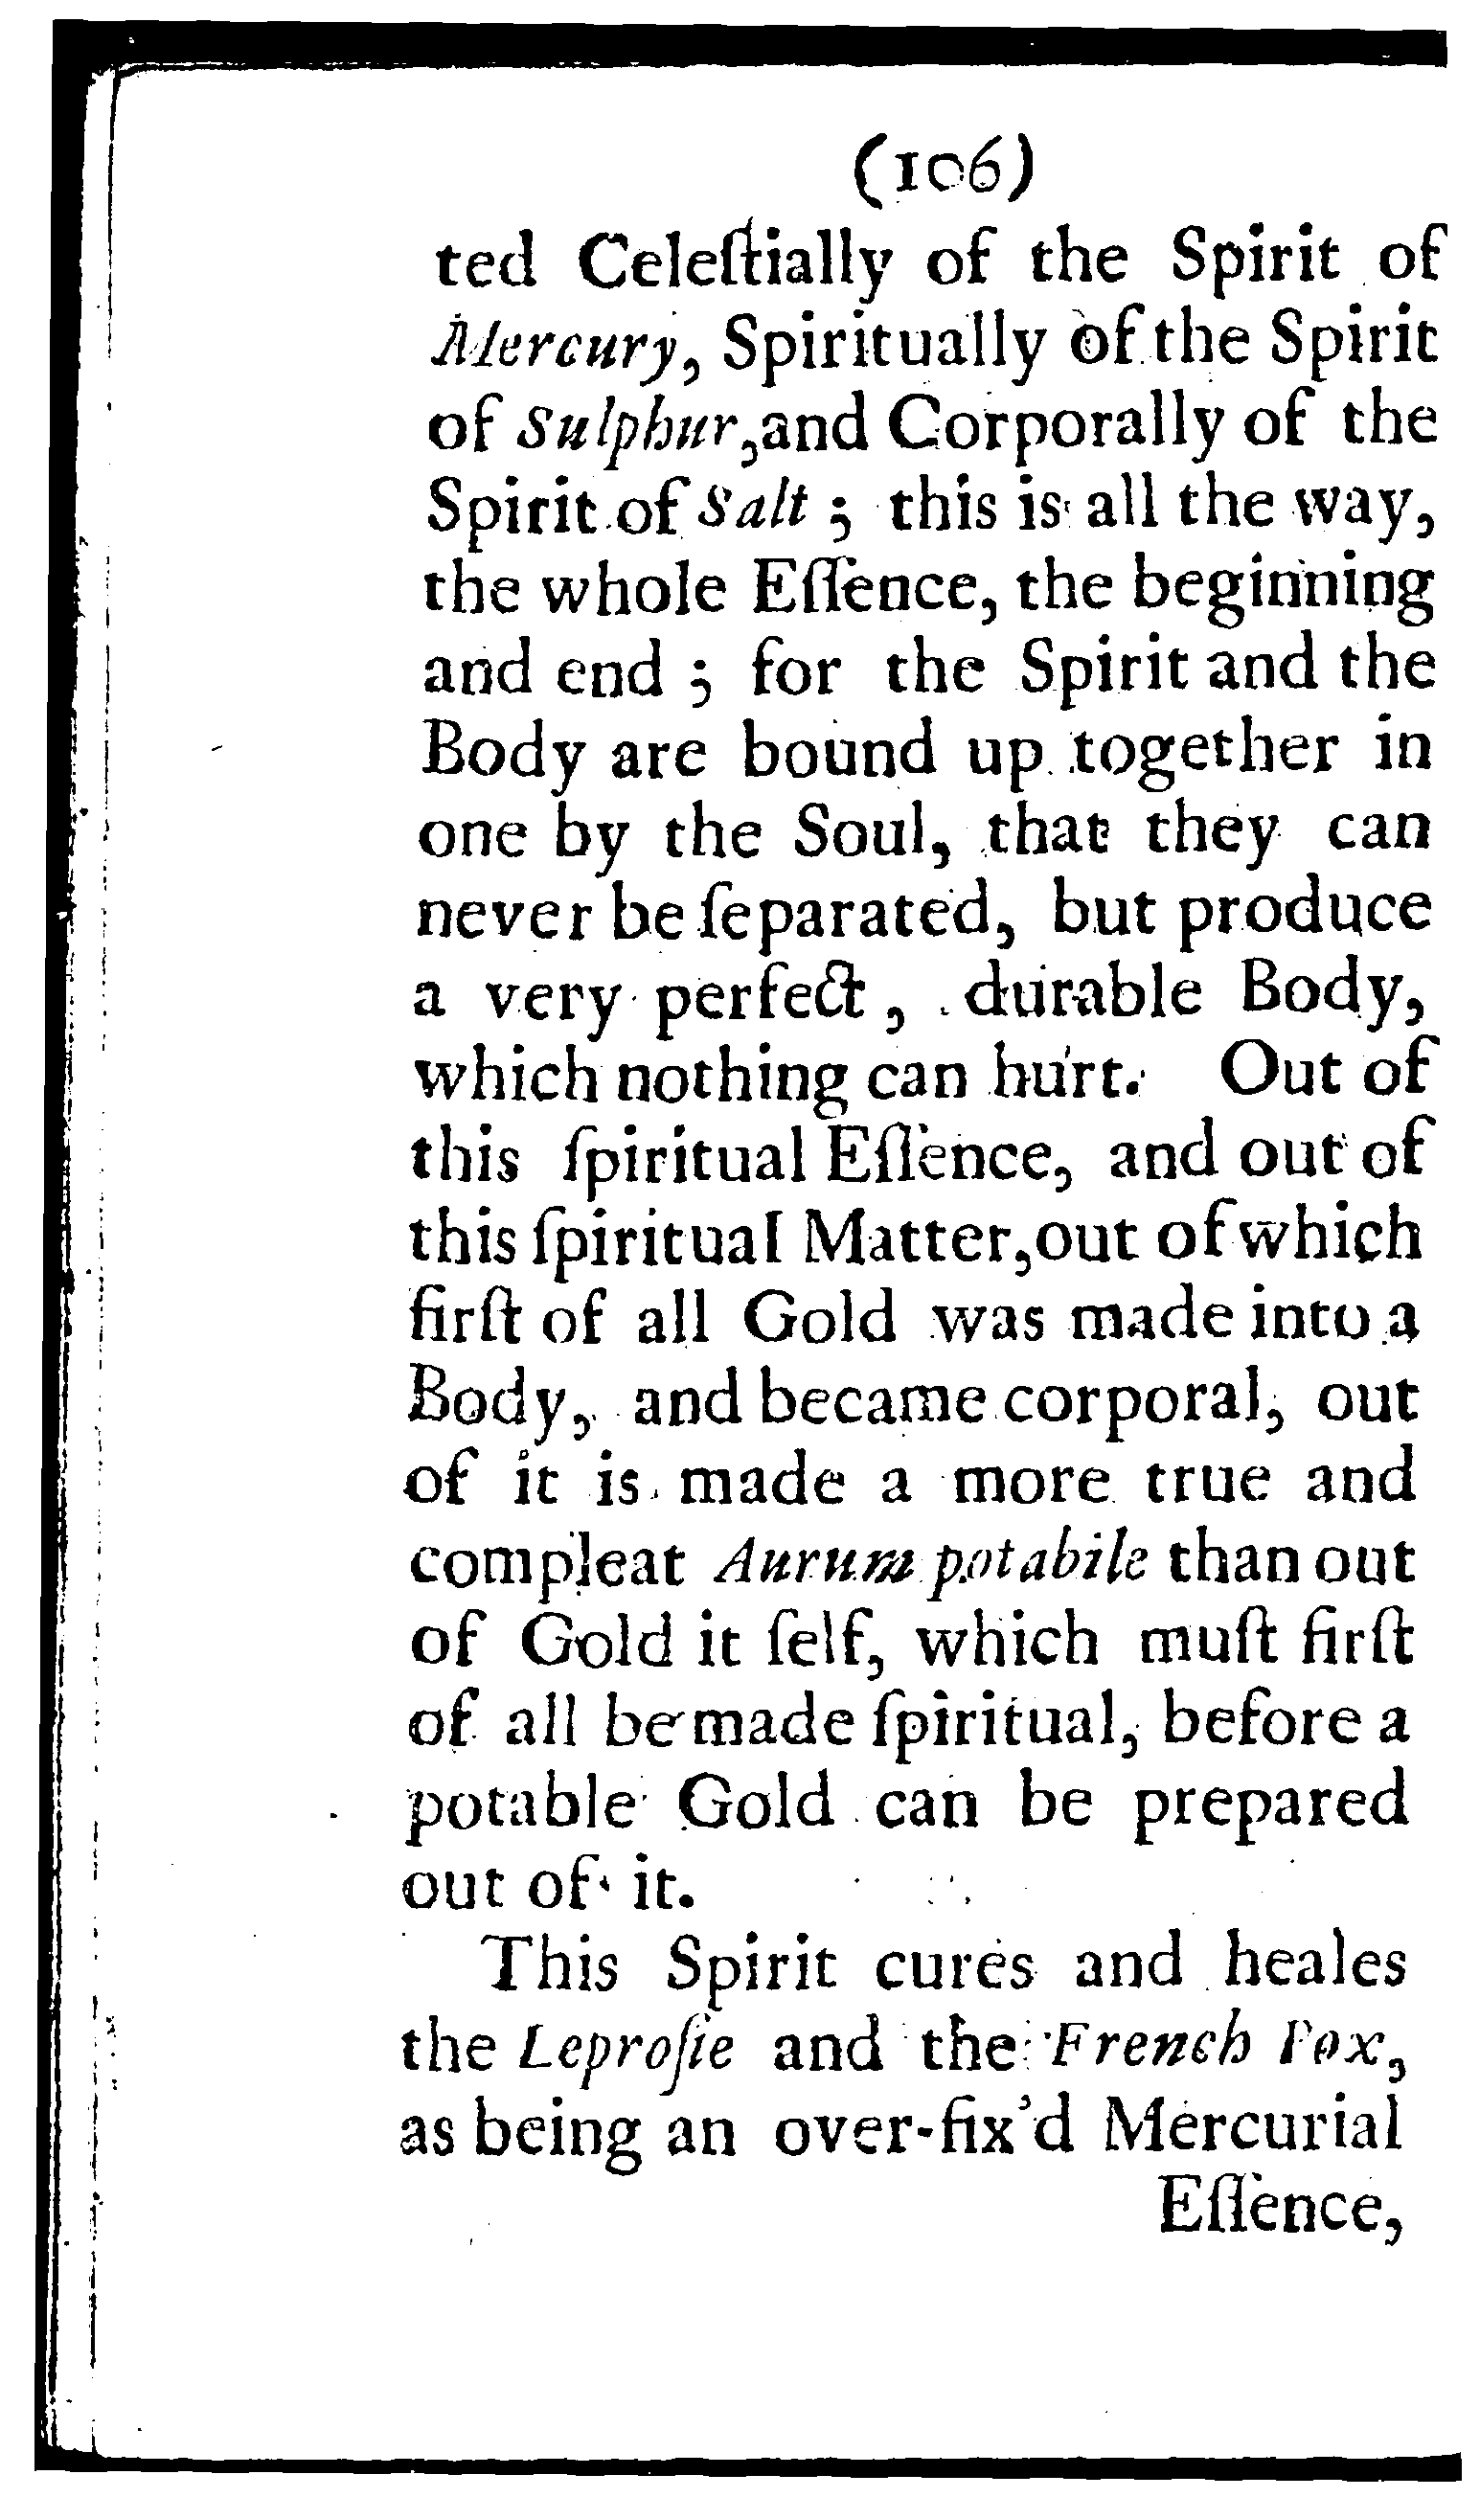 (106)
ted Celeſtially of the Spirit of
Mercury, Spiritually of the Spirit
of Sulphur, and Corporally of the
Spirit of Salt ; this is all the way,
the whole Eſſence, the beginning
and end ; for the Spirit and the
Body are bound up together in
one by the Soul, that they can
never be ſeparated, but produce
a very perfect , durable Body,
which nothing can hurt. Out of
this ſpiritual Eſſence, and out of
this ſpiritual Matter,out of which
firſt of all Gold was made into a
Body, and became corporal, out
of it is made a more true and
compleat Aurum potabile than out
of Gold it ſelf, which muſt firſt
of all be made ſpiritual, before a
potable Gold can be prepared
out of it.
This Spirit cures and heales
the Leproſie and the French Pox,
as being an over-fix'd Mercurial
Eſſence,